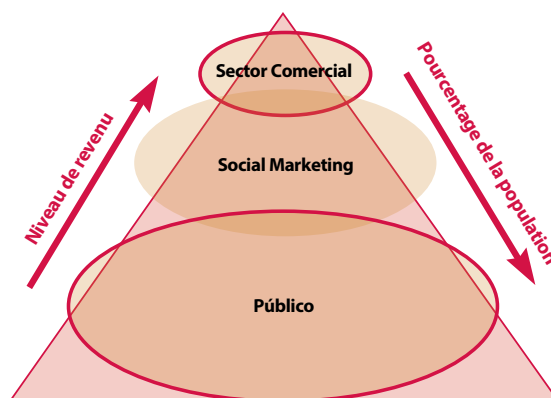 Sector Comercial
Niveau de revenu
Pourcentage de la population
Social Marketing
Público